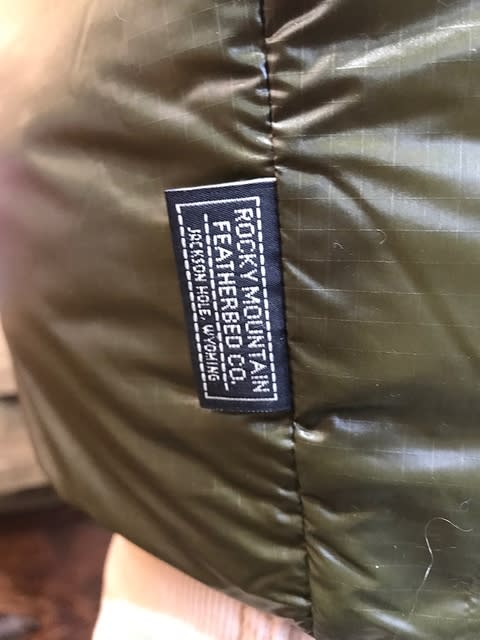 ROCKY MOUNTAIN
FEATHERBED CO.
JACKSON HOLE, WYOMING